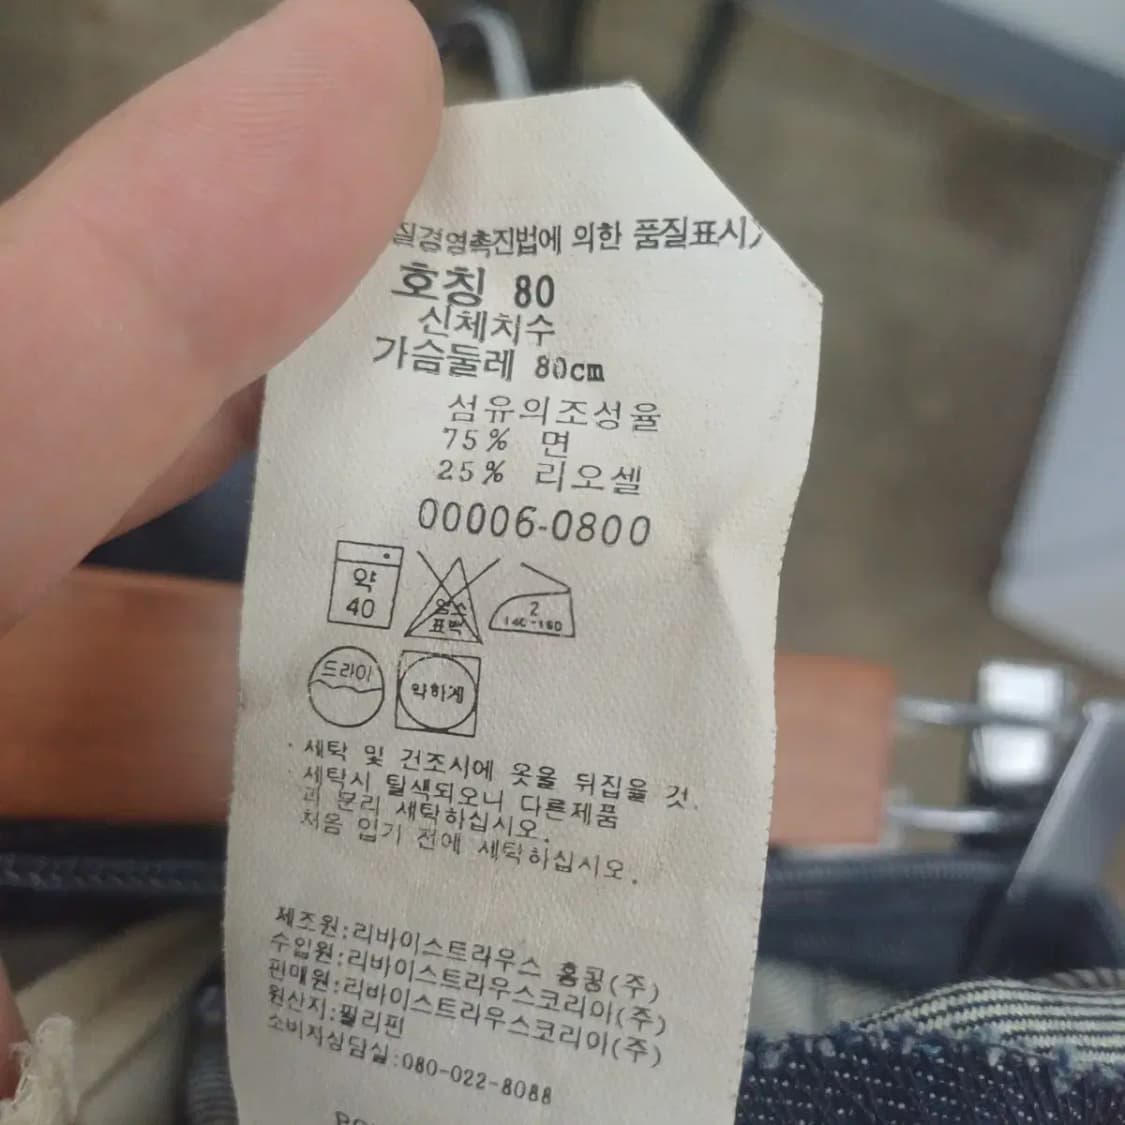 질경영촉진법에 의한 품질표시)
호칭 80
신체치수
가슴둘레 80cm
섬유의조성율
75% 면
25% 리오셀
00006-0800
약
40
염소
표백
2
140-160
드라이
약하게
· 세탁 및 건조시에 옷을 뒤집을 것.
· 세탁시 탈색되오니 다른제품
과 분리 세탁하십시오.
처음 입기 전에 세탁하십시오.
제조원:리바이스트라우스 홍콩(주)
수입원:리바이스트라우스코리아(주)
판매원:리바이스트라우스코리아(주)
원산지:필리핀
소비자상담실:080-022-8088